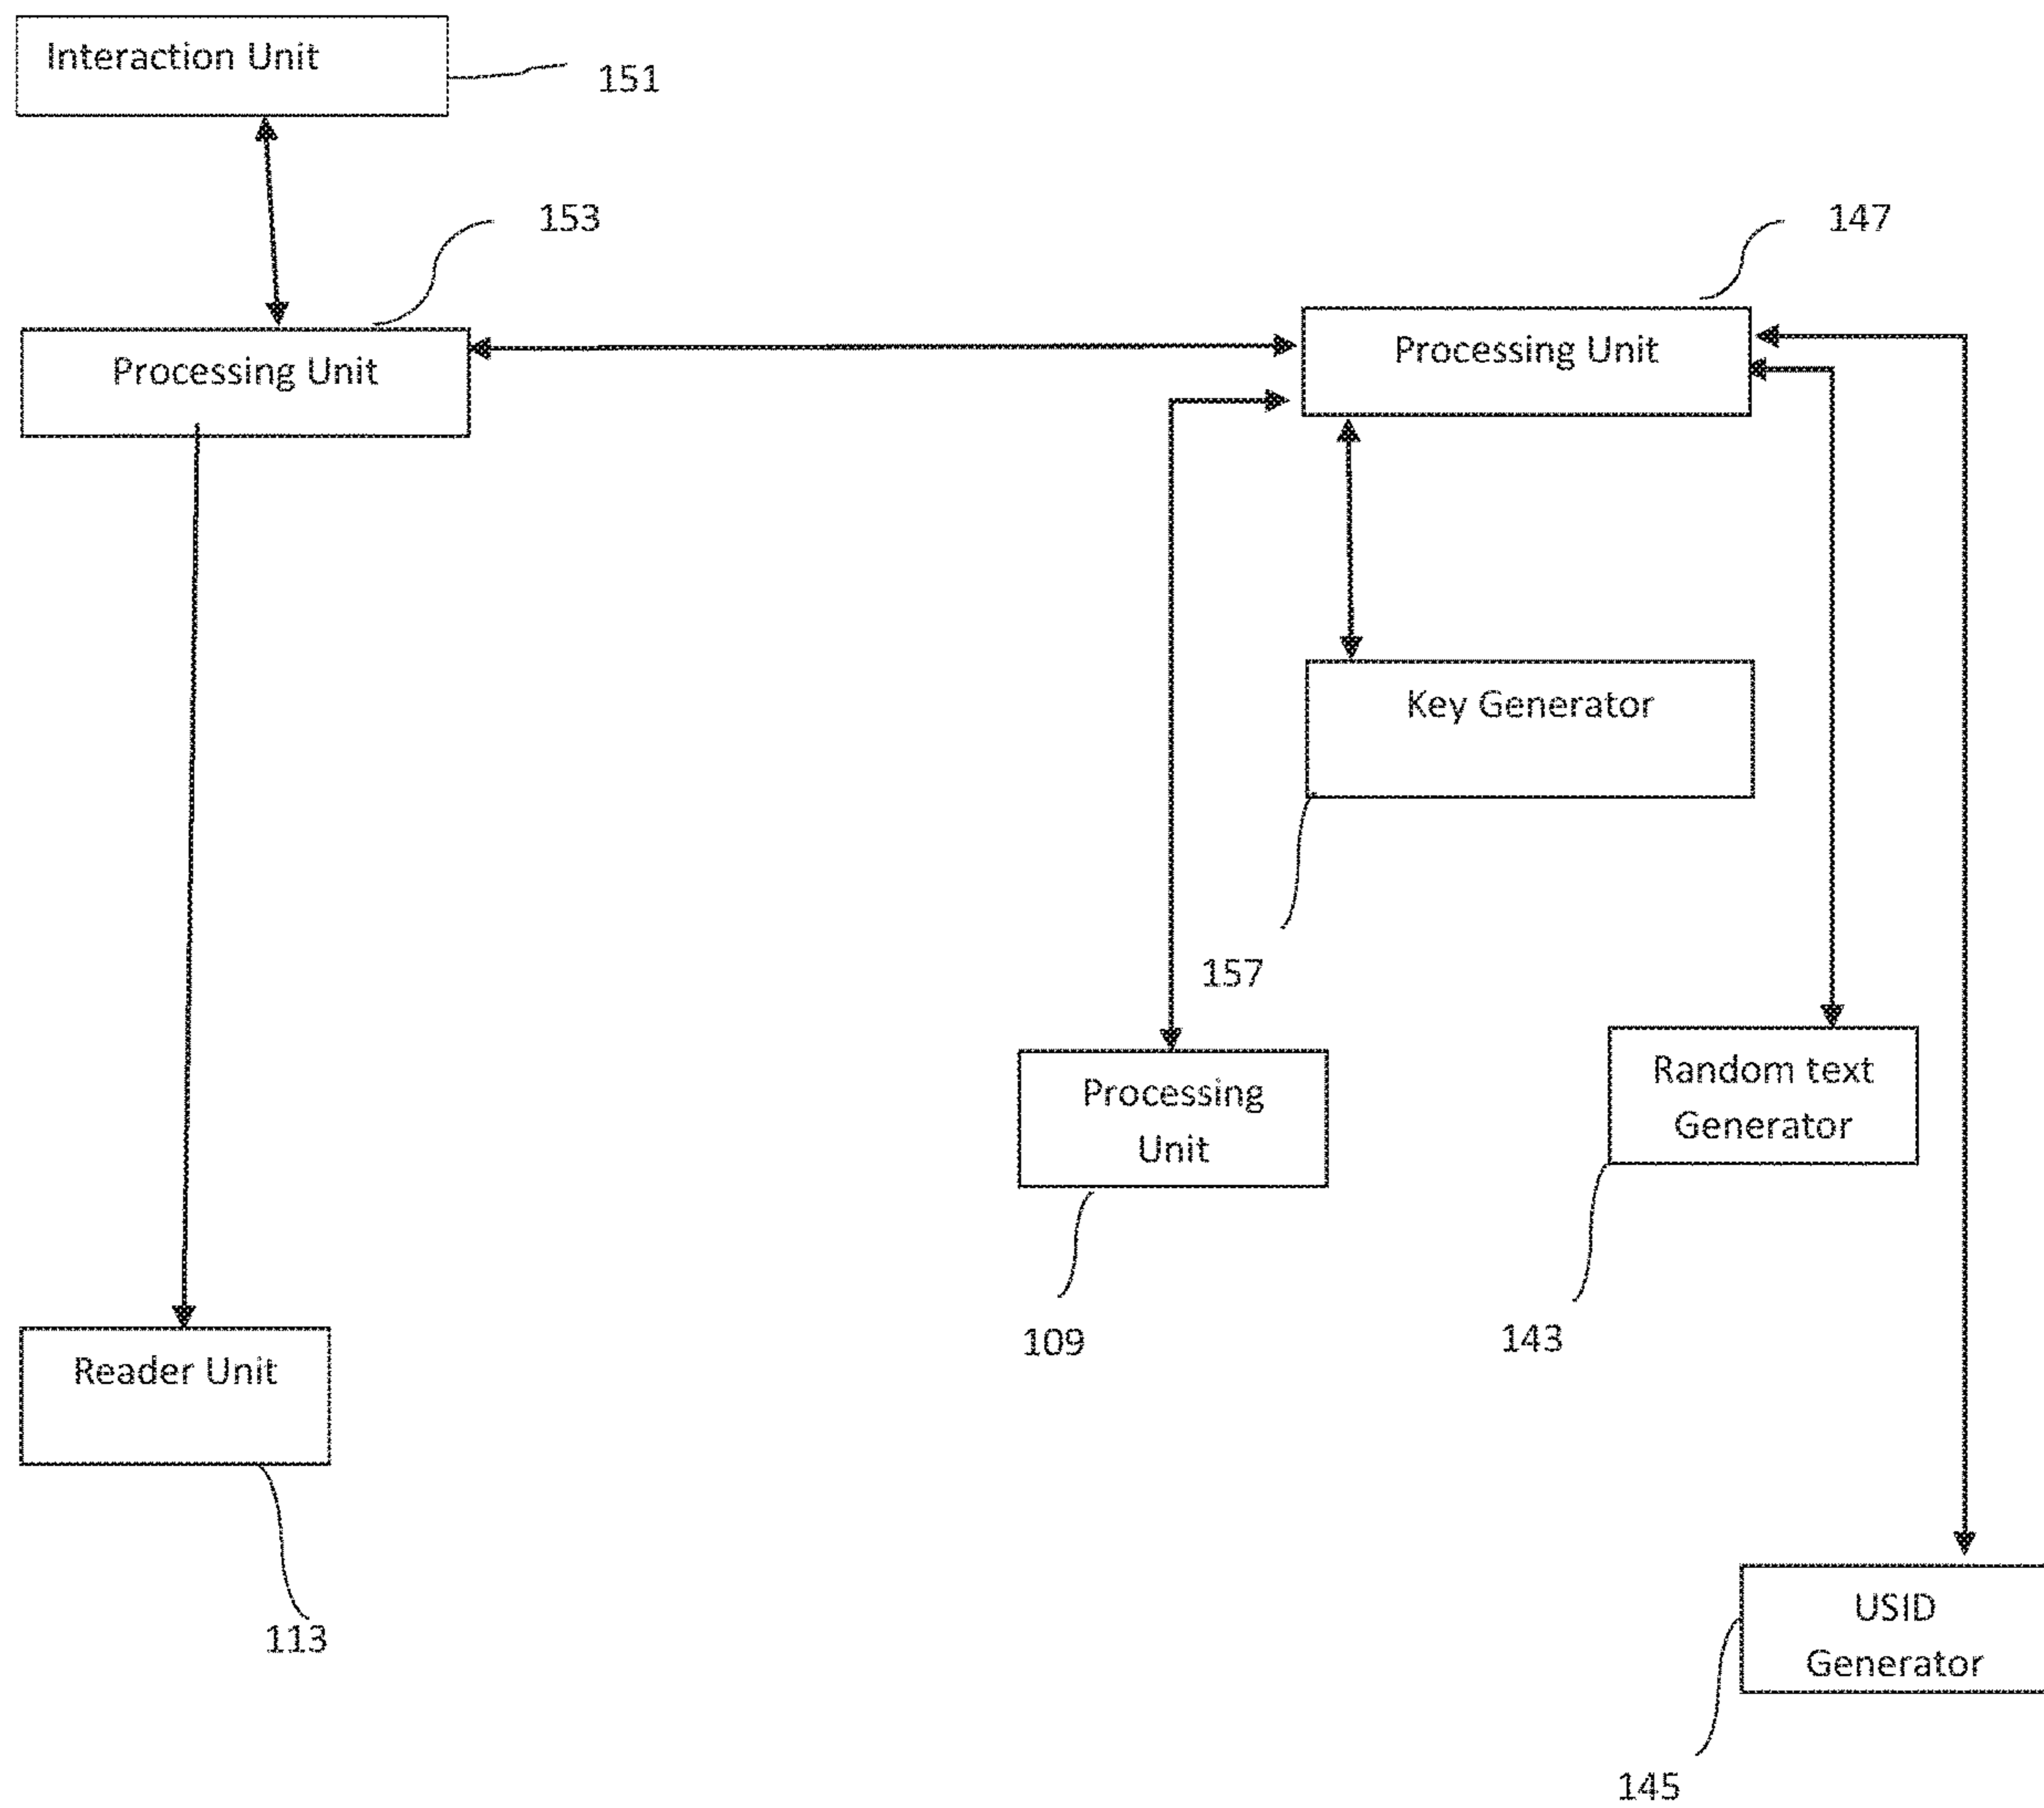 Interaction Unit
151
153
147
Processing Unit
Processing Unit
Key Generator
157
Processing
Unit
Random text
Generator
109
143
Reader Unit
113
USID
Generator
145